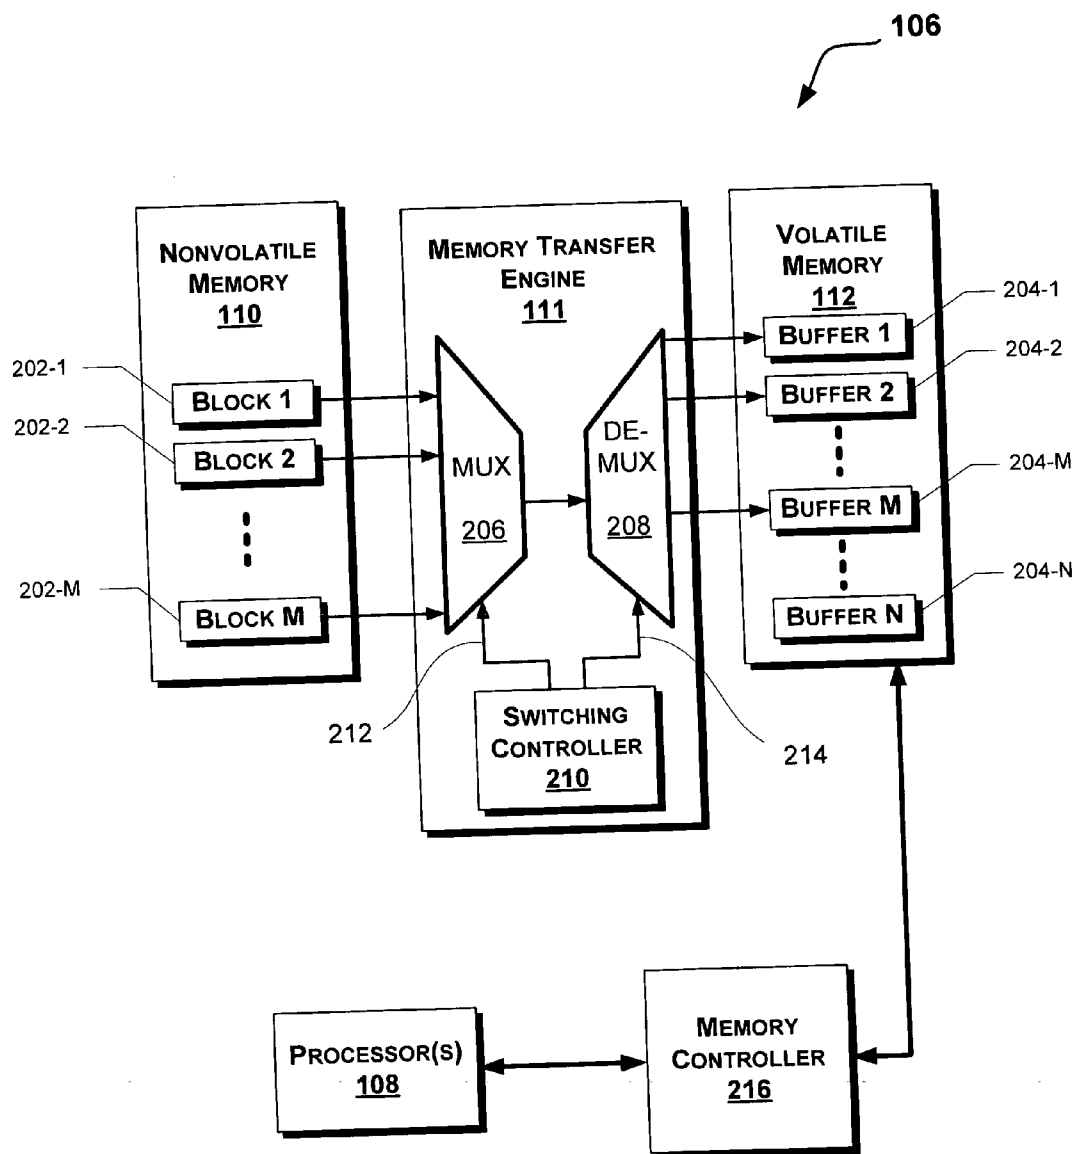 106
NONVOLATILE
MEMORY
110
MEMORY TRANSFER
ENGINE
111
VOLATILE
MEMORY
112
202-1
BLOCK 1
202-2
BLOCK 2
202-M
BLOCK M
MUX
206
DE-
MUX
208
BUFFER 1
204-1
BUFFER 2
204-2
BUFFER M
204-M
BUFFER N
204-N
212
SWITCHING
CONTROLLER
210
214
PROCESSOR(S)
108
MEMORY
CONTROLLER
216